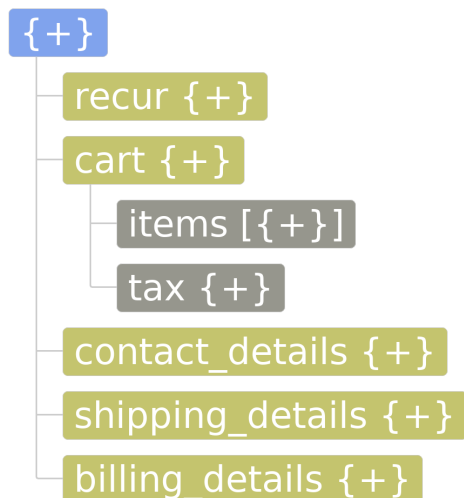 {+}
recur {+}
cart {+}
items [{+}]
tax {+}
contact_details {+}
shipping_details {+}
billing_details {+}